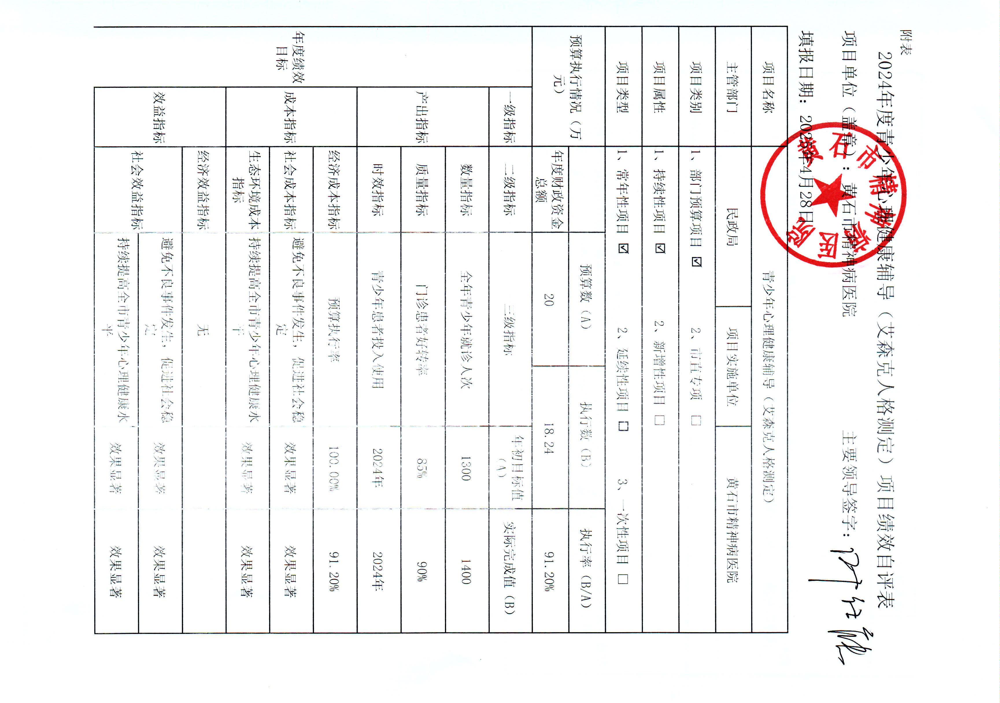 附表
2024年度青少年心理健康辅导（艾森克人格测定）项目绩效自评表
项目单位（盖章）：黄石市精神病医院 主要领导签字：
填报日期：2025年4月28日
黄石市精神病医院
项目名称 青少年心理健康辅导（艾森克人格测定）
主管部门 民政局 项目实施单位 黄石市精神病医院
项目类别 1、部门预算项目 ☑ 2、市直专项 □
项目属性 1、持续性项目 ☑ 2、新增性项目 □
项目类型 1、常年性项目 ☑ 2、延续性项目 □ 3、一次性项目 □
预算执行情况（万
元）
预算数（A） 执行数（B） 执行率（B/A）
年度财政资金
总额
20 18.24 91.20%
年度绩效
目标
一级指标 二级指标 三级指标 年初目标值
（A）
实际完成值（B）
产出指标
数量指标 全年青少年就诊人次 1300 1400
质量指标 门诊患者好转率 85% 90%
时效指标 青少年患者投入使用 2024年 2024年
成本指标
经济成本指标 预算执行率 100.00% 91.20%
社会成本指标 避免不良事件发生，促进社会稳
定
效果显著 效果显著
生态环境成本
指标
持续提高全市青少年心理健康水
平
效果显著 效果显著
效益指标
经济效益指标 无
社会效益指标
避免不良事件发生，促进社会稳
定
效果显著 效果显著
持续提高全市青少年心理健康水
平
效果显著 效果显著